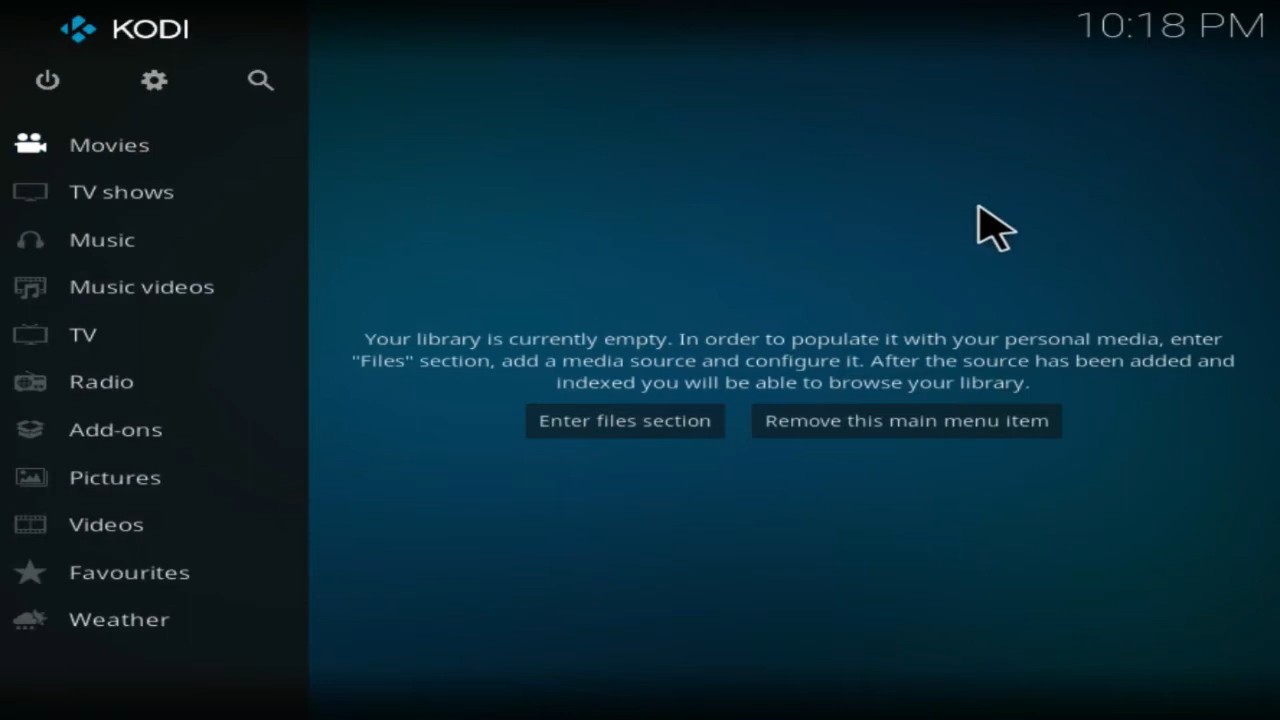 KODI
10:18 PM
Movies
TV shows
Music
Music videos
TV
Radio
Add-ons
Pictures
Videos
Favourites
Weather
Your library is currently empty. In order to populate it with your personal media, enter
"Files" section, add a media source and configure it. After the source has been added and
indexed you will be able to browse your library.
Enter files section
Remove this main menu item